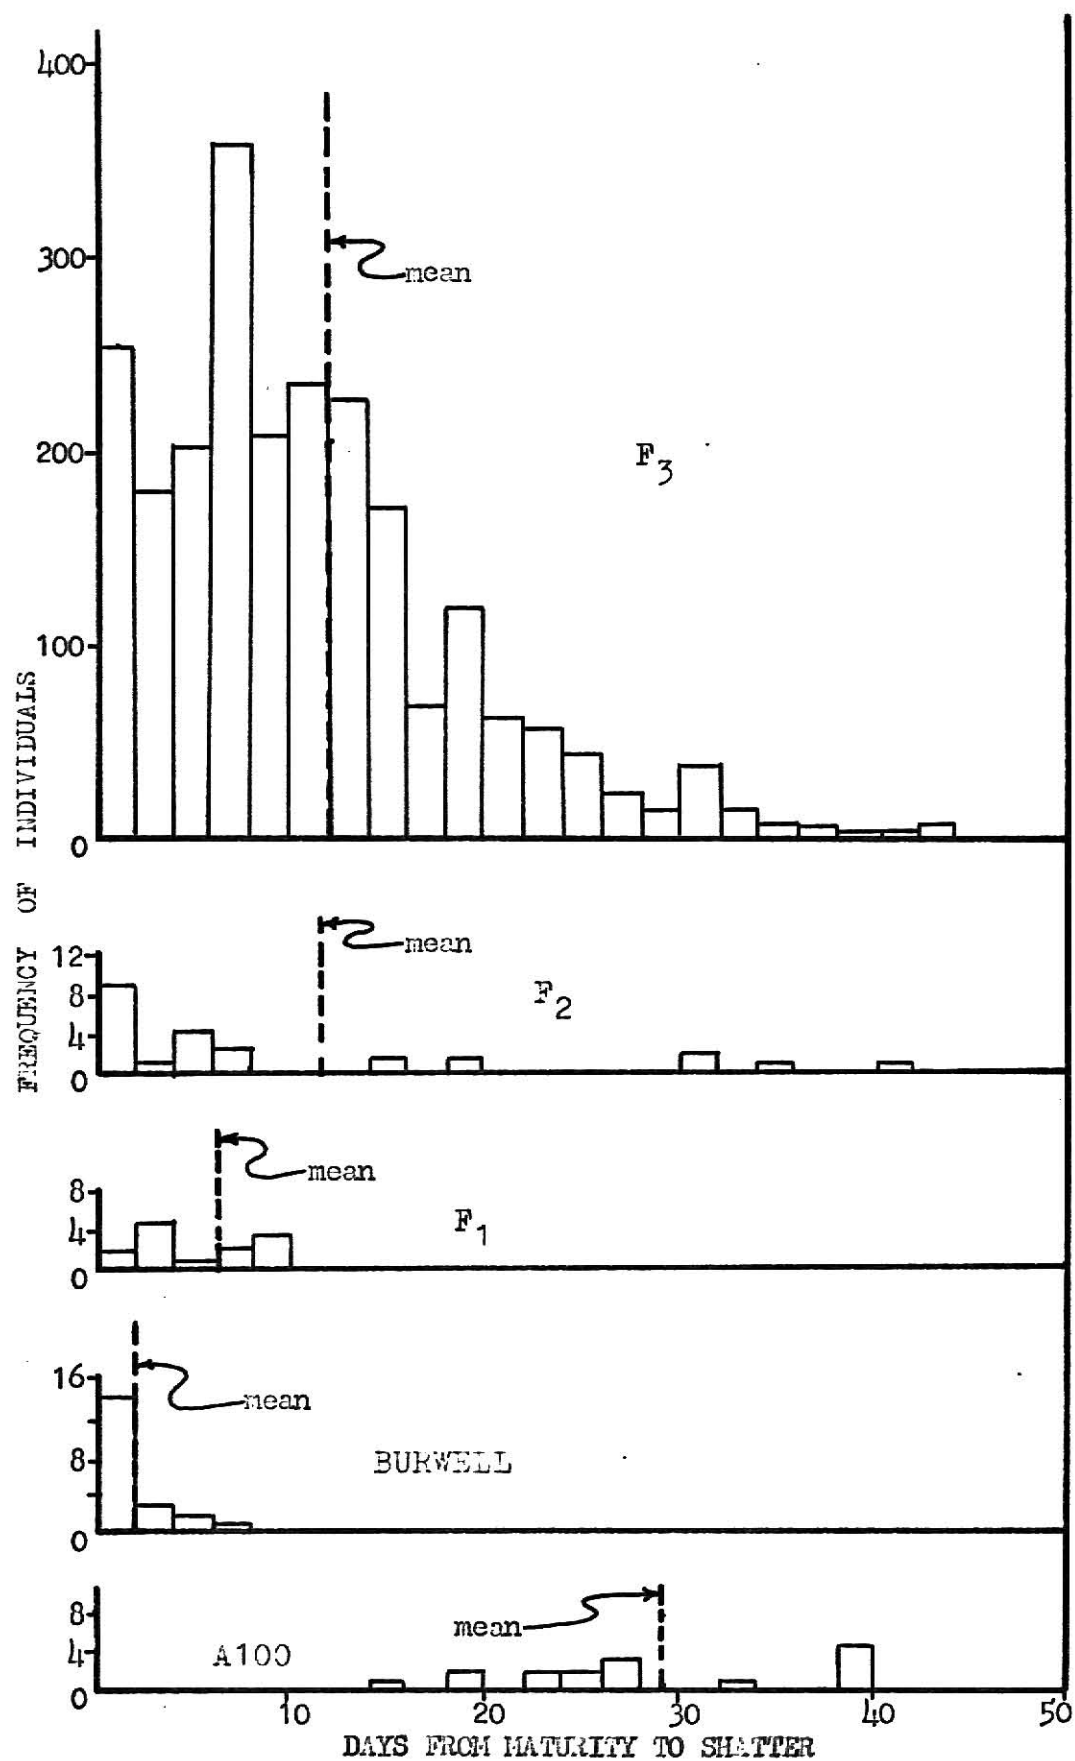 400
300
mean
200
F3
100
0
FREQUENCY OF INDIVIDUALS
mean
12
8
F2
4
0
mean
8
F1
4
0
16
mean
8
BURWELL
0
8
mean
4
A100
0
10 20 30 40 50
DAYS FROM MATURITY TO SHATTER